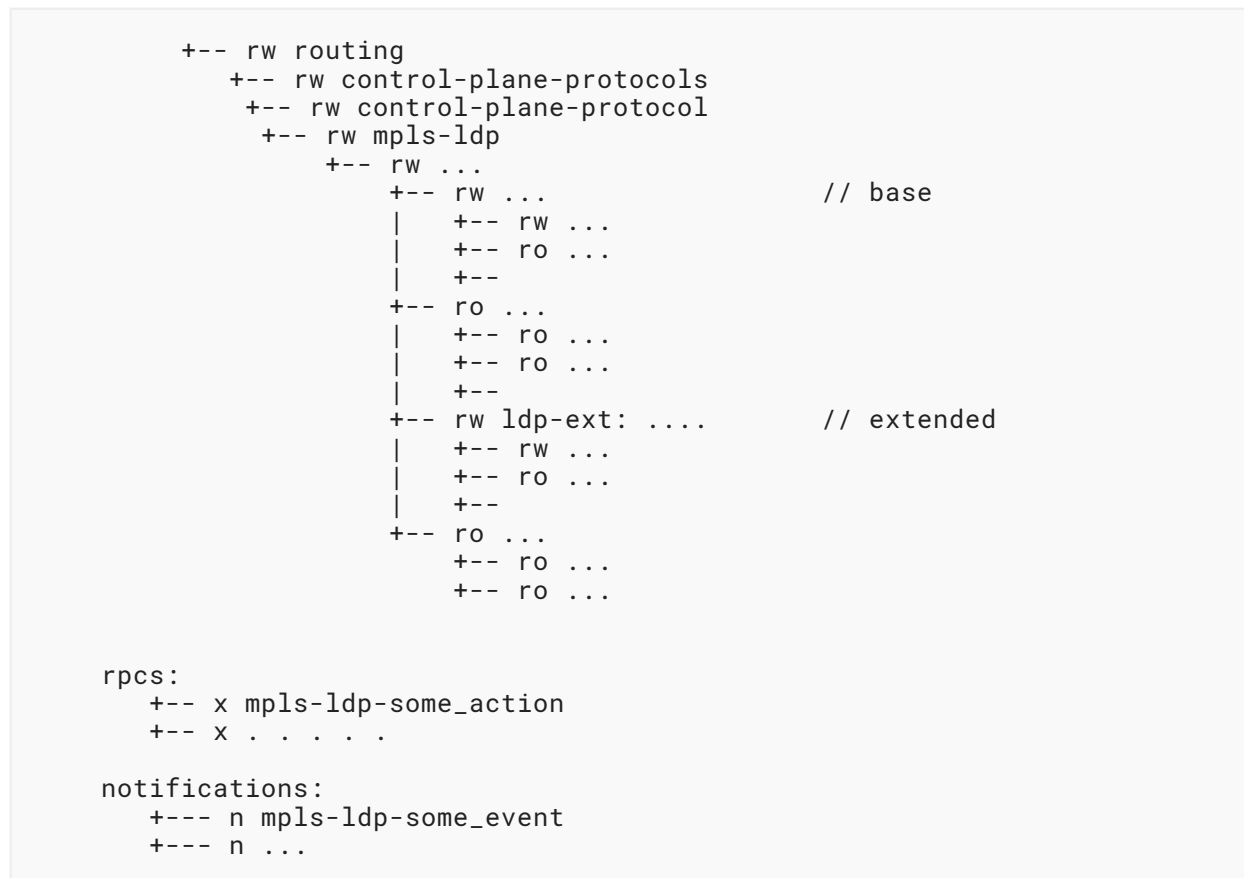 +-- rw routing
   +-- rw control-plane-protocols
    +-- rw control-plane-protocol
     +-- rw mpls-ldp
         +-- rw ...
             +-- rw ...                 // base
             |   +-- rw ...
             |   +-- ro ...
             |   +--
             +-- ro ...
             |   +-- ro ...
             |   +-- ro ...
             |   +--
             +-- rw ldp-ext: ....       // extended
             |   +-- rw ...
             |   +-- ro ...
             |   +--
             +-- ro ...
                 +-- ro ...
                 +-- ro ...
rpcs:
   +-- x mpls-ldp-some_action
   +-- x . . . . .
notifications:
   +--- n mpls-ldp-some_event
   +--- n ...